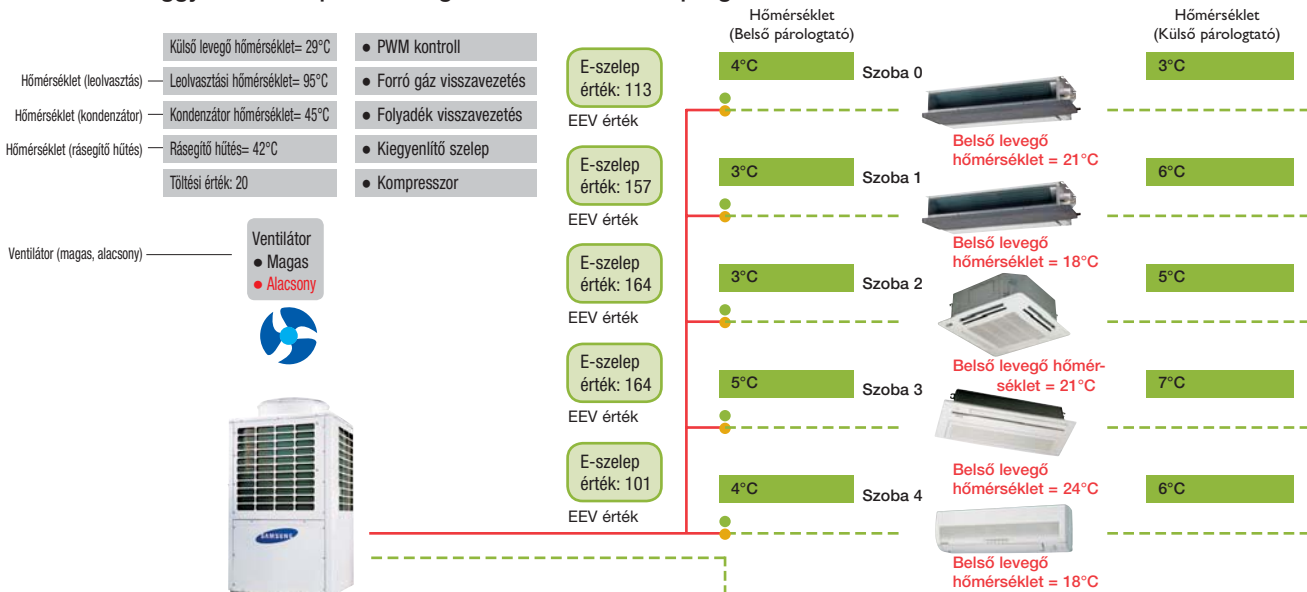 Külső levegő hőmérséklet= 29°C
● PWM kontroll
Hőmérséklet (leolvasztás)
Leolvasztási hőmérséklet= 95°C
● Forró gáz visszavezetés
Hőmérséklet (kondenzátor)
Kondenzátor hőmérséklet= 45°C
● Folyadék visszavezetés
Hőmérséklet (rásegítő hűtés)
Rásegítő hűtés= 42°C
● Kiegyenlítő szelep
Töltési érték: 20
● Kompresszor
Ventilátor (magas, alacsony)
Ventilátor
● Magas
● Alacsony
SAMSUNG
Hőmérséklet
(Belső párologtató)
Hőmérséklet
(Külső párologtató)
E-szelep
érték: 113
EEV érték
4°C
Szoba 0
Belső levegő
hőmérséklet = 21°C
3°C
E-szelep
érték: 157
EEV érték
3°C
Szoba 1
Belső levegő
hőmérséklet = 18°C
6°C
E-szelep
érték: 164
EEV érték
3°C
Szoba 2
Belső levegő hőmér-
séklet = 21°C
5°C
E-szelep
érték: 164
EEV érték
5°C
Szoba 3
Belső levegő
hőmérséklet = 24°C
7°C
E-szelep
érték: 101
EEV érték
4°C
Szoba 4
Belső levegő
hőmérséklet = 18°C
6°C